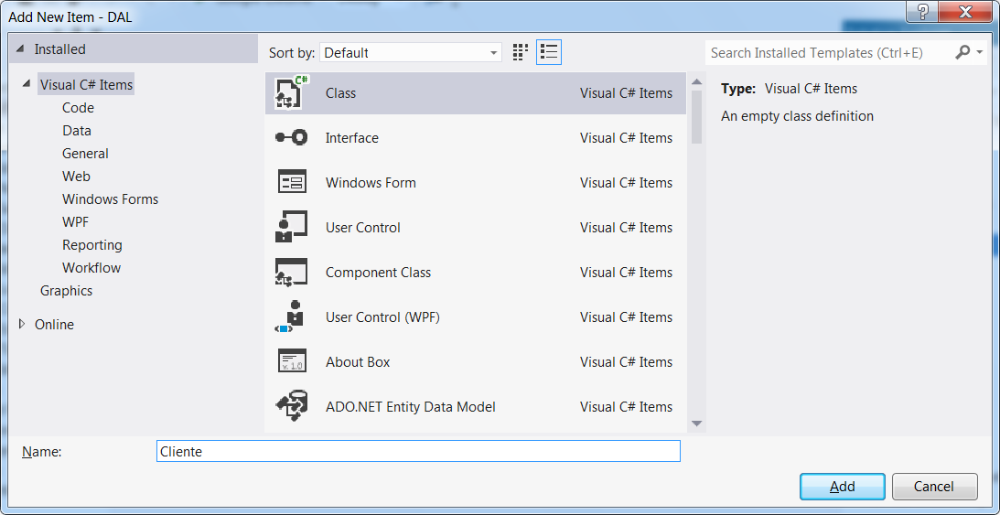 Add New Item - DAL
Installed
Visual C# Items
Code
Data
General
Web
Windows Forms
WPF
Reporting
Workflow
Graphics
Online
Sort by: Default
C# Class Visual C# Items
Interface Visual C# Items
Windows Form Visual C# Items
User Control Visual C# Items
Component Class Visual C# Items
User Control (WPF) Visual C# Items
v. 1.0 About Box Visual C# Items
ADO.NET Entity Data Model Visual C# Items
Search Installed Templates (Ctrl+E)
Type: Visual C# Items
An empty class definition
Name: Cliente
Add Cancel